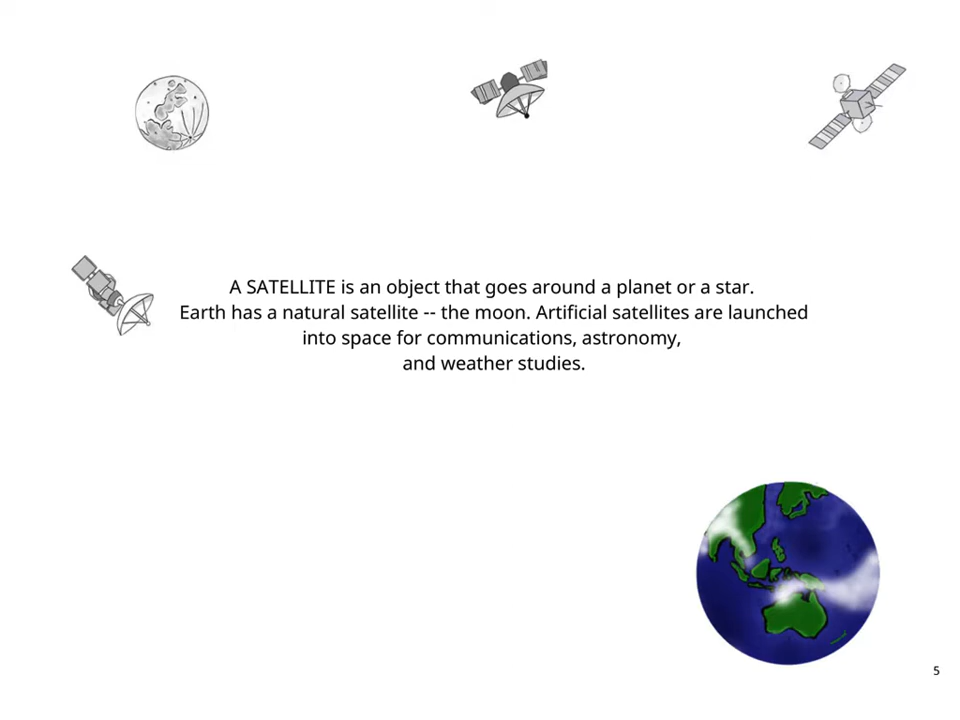 A SATELLITE is an object that goes around a planet or a star.
Earth has a natural satellite -- the moon. Artificial satellites are launched
into space for communications, astronomy,
and weather studies.
5